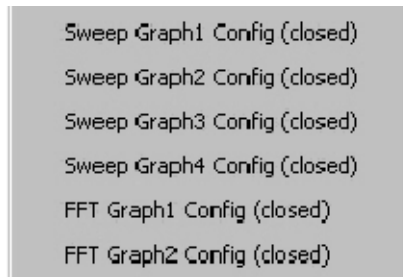 Sweep Graph1 Config (closed)
Sweep Graph2 Config (closed)
Sweep Graph3 Config (closed)
Sweep Graph4 Config (closed)
FFT Graph1 Config (closed)
FFT Graph2 Config (closed)